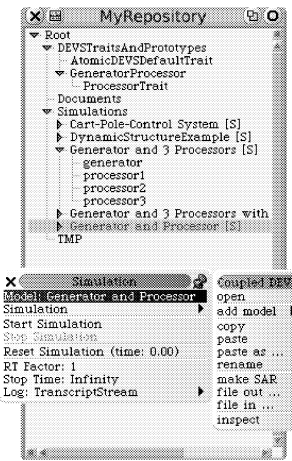 MyRepository
Root
DEVSTraitsAndPrototypes
AtomicDEVSDefaultTrait
GeneratorProcessor
ProcessorTrait
Documents
Simulations
Cart-Pole-Control System [S]
DynamicStructureExample [S]
Generator and 3 Processors [S]
generator
processor1
processor2
processor3
Generator and 3 Processors with
Generator and Processor [S]
TMP
Simulation
Model: Generator and Processor
Simulation
Start Simulation
Stop Simulation
Reset Simulation (time: 0.00)
RT Factor: 1
Stop Time: Infinity
Log: TranscriptStream
Coupled DEV
open
add model
copy
paste
paste as ...
rename
make SAR
file out ...
file in ...
inspect